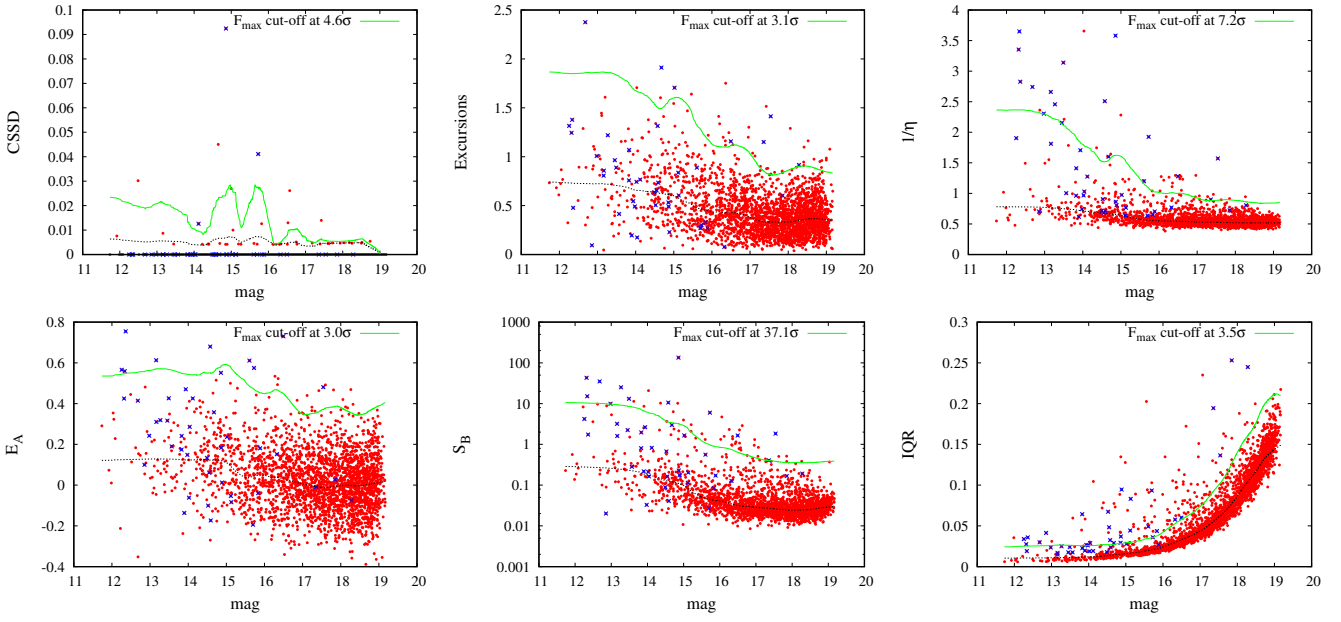 F_max cut-off at 4.6σ
CSSD
0.1
0.09
0.08
0.07
0.06
0.05
0.04
0.03
0.02
0.01
0
11 12 13 14 15 16 17 18 19 20
mag
F_max cut-off at 3.1σ
Excursions
2.5
2
1.5
1
0.5
0
11 12 13 14 15 16 17 18 19 20
mag
F_max cut-off at 7.2σ
1/η
4
3.5
3
2.5
2
1.5
1
0.5
0
11 12 13 14 15 16 17 18 19 20
mag
F_max cut-off at 3.0σ
E_A
0.8
0.6
0.4
0.2
0
-0.2
-0.4
11 12 13 14 15 16 17 18 19 20
mag
F_max cut-off at 37.1σ
S_B
1000
100
10
1
0.1
0.01
0.001
11 12 13 14 15 16 17 18 19 20
mag
F_max cut-off at 3.5σ
IQR
0.3
0.25
0.2
0.15
0.1
0.05
0
11 12 13 14 15 16 17 18 19 20
mag